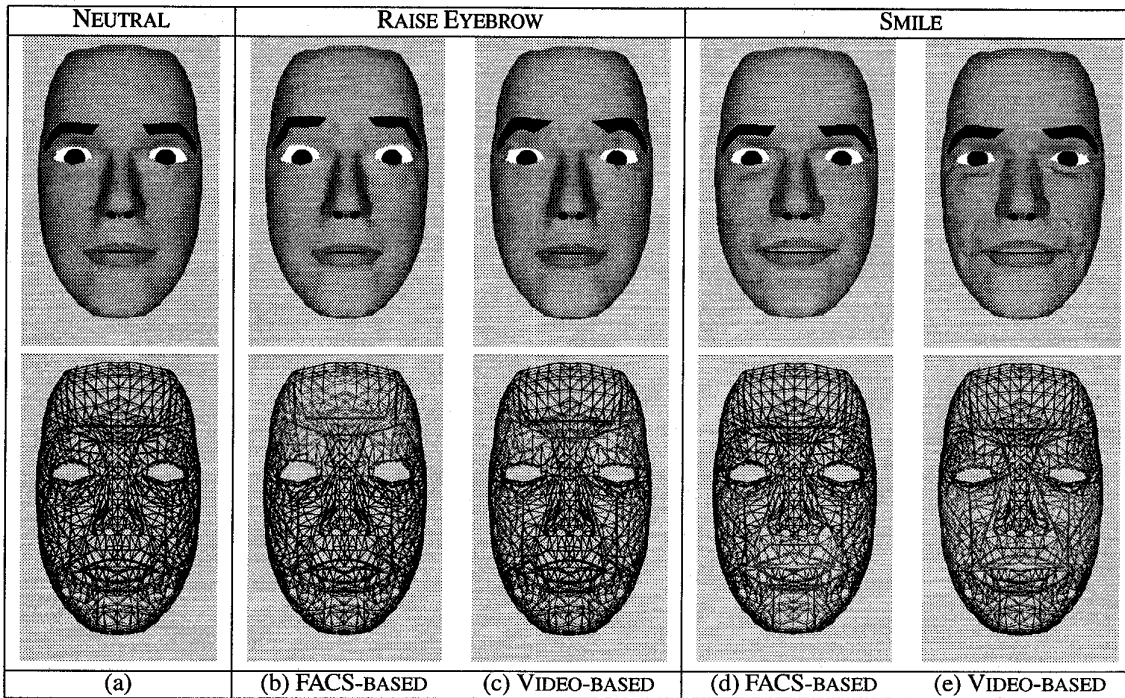 NEUTRAL
RAISE EYEBROW
SMILE
(a)
(b) FACS-BASED
(c) VIDEO-BASED
(d) FACS-BASED
(e) VIDEO-BASED